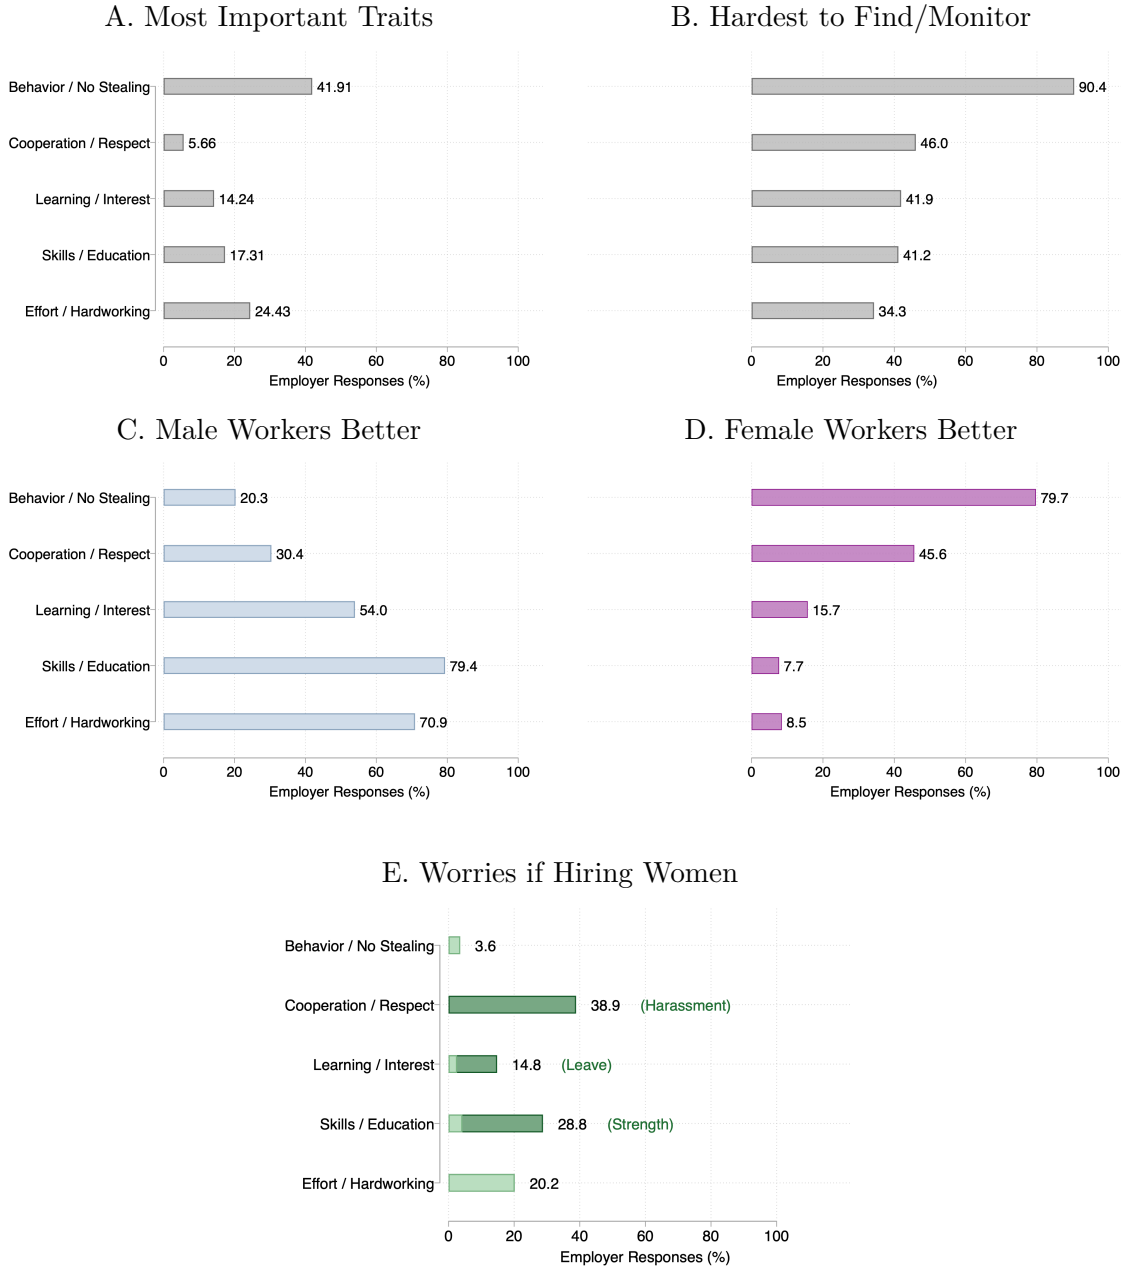 A. Most Important Traits
Behavior / No Stealing 41.91
Cooperation / Respect 5.66
Learning / Interest 14.24
Skills / Education 17.31
Effort / Hardworking 24.43
0 20 40 60 80 100
Employer Responses (%)
B. Hardest to Find/Monitor
90.4
46.0
41.9
41.2
34.3
0 20 40 60 80 100
Employer Responses (%)
C. Male Workers Better
Behavior / No Stealing 20.3
Cooperation / Respect 30.4
Learning / Interest 54.0
Skills / Education 79.4
Effort / Hardworking 70.9
0 20 40 60 80 100
Employer Responses (%)
D. Female Workers Better
79.7
45.6
15.7
7.7
8.5
0 20 40 60 80 100
Employer Responses (%)
E. Worries if Hiring Women
Behavior / No Stealing 3.6
Cooperation / Respect 38.9 (Harassment)
Learning / Interest 14.8 (Leave)
Skills / Education 28.8 (Strength)
Effort / Hardworking 20.2
0 20 40 60 80 100
Employer Responses (%)